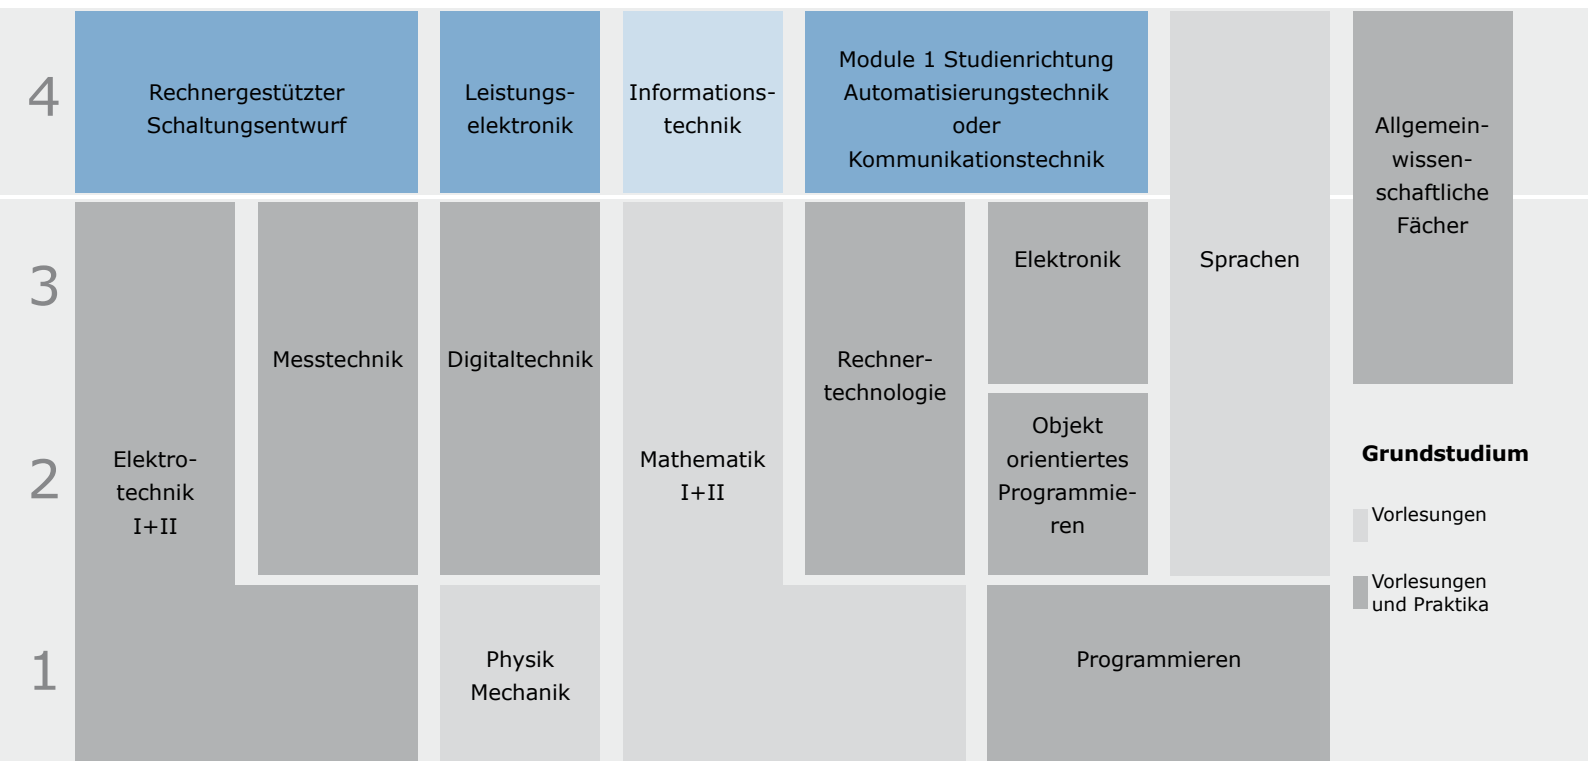 4
Rechnergestützter
Schaltungsentwurf
Leistungs-
elektronik
Informations-
technik
Module 1 Studienrichtung
Automatisierungstechnik
oder
Kommunikationstechnik
Allgemein-
wissen-
schaftliche
Fächer
3
Messtechnik
Digitaltechnik
Rechner-
technologie
Elektronik
Sprachen
2
Elektro-
technik
I+II
Mathematik
I+II
Objekt
orientiertes
Programmie-
ren
Grundstudium
Vorlesungen
Vorlesungen
und Praktika
1
Physik
Mechanik
Programmieren